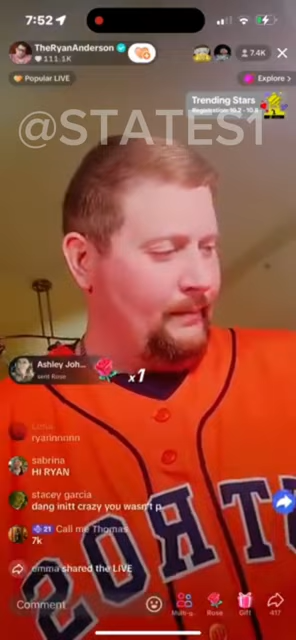 7:52
TheRyanAnderson
111.1K
7.4K
Popular LIVE
Explore >
@STATES1
Trending Stars
Ashley Joh...
sent Rose
x1
ryannnnnn
sabrina
HI RYAN
stacey garcia
dang initt crazy you wasn't p
21 Call me Thomas
7k
emma shared the LIVE
Comment
Multi-g...
Rose
Gift
417